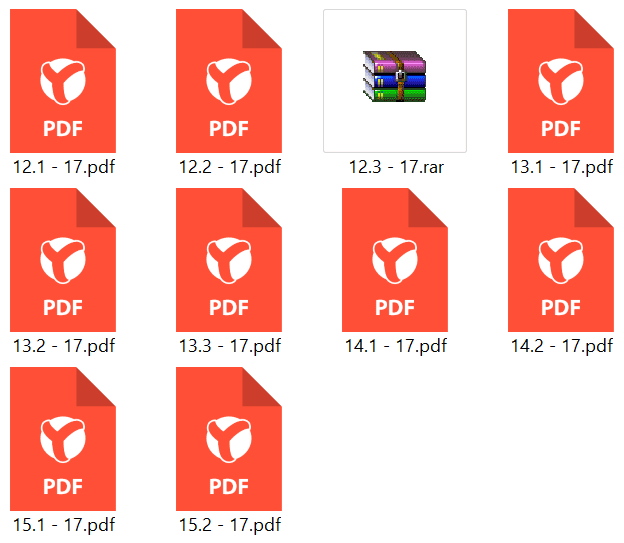 PDF
PDF
PDF
12.1 - 17.pdf
12.2 - 17.pdf
12.3 - 17.rar
13.1 - 17.pdf
PDF
PDF
PDF
PDF
13.2 - 17.pdf
13.3 - 17.pdf
14.1 - 17.pdf
14.2 - 17.pdf
PDF
PDF
15.1 - 17.pdf
15.2 - 17.pdf